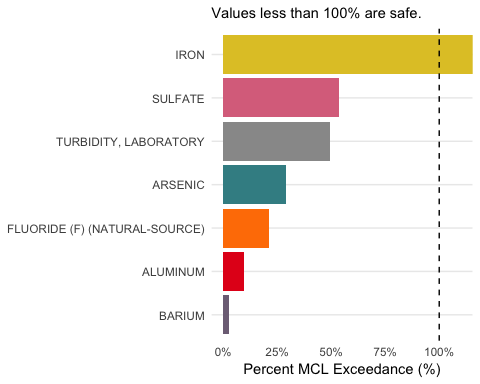 Values less than 100% are safe.
IRON
SULFATE
TURBIDITY, LABORATORY
ARSENIC
FLUORIDE (F) (NATURAL-SOURCE)
ALUMINUM
BARIUM
0% 25% 50% 75% 100%
Percent MCL Exceedance (%)